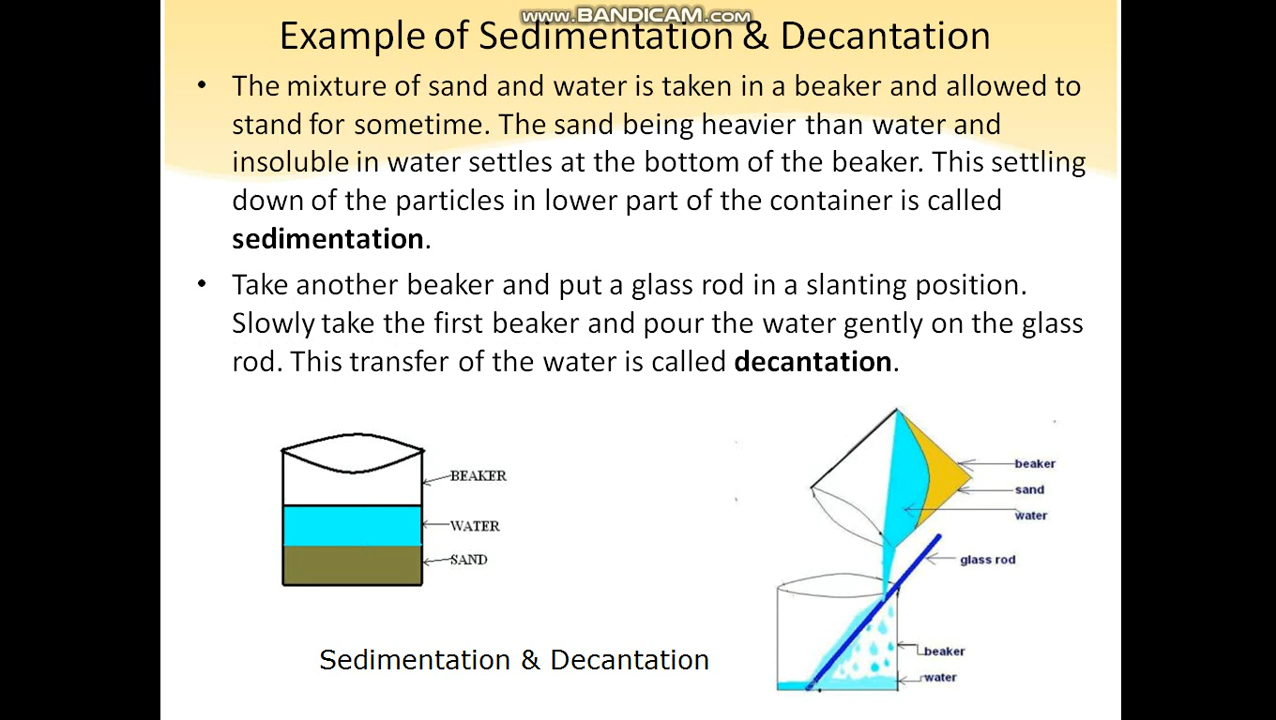 www.BANDICAM.com
Example of Sedimentation & Decantation
• The mixture of sand and water is taken in a beaker and allowed to
stand for sometime. The sand being heavier than water and
insoluble in water settles at the bottom of the beaker. This settling
down of the particles in lower part of the container is called
sedimentation.
• Take another beaker and put a glass rod in a slanting position.
Slowly take the first beaker and pour the water gently on the glass
rod. This transfer of the water is called decantation.
BEAKER
WATER
SAND
beaker
sand
water
glass rod
beaker
water
Sedimentation & Decantation